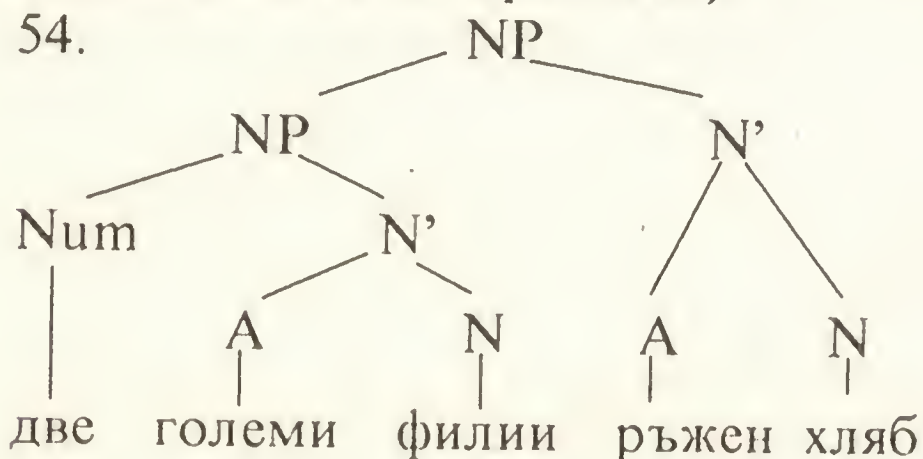 54.
NP
NP N’
Num N’
A N A N
две големи филии ръжен хляб